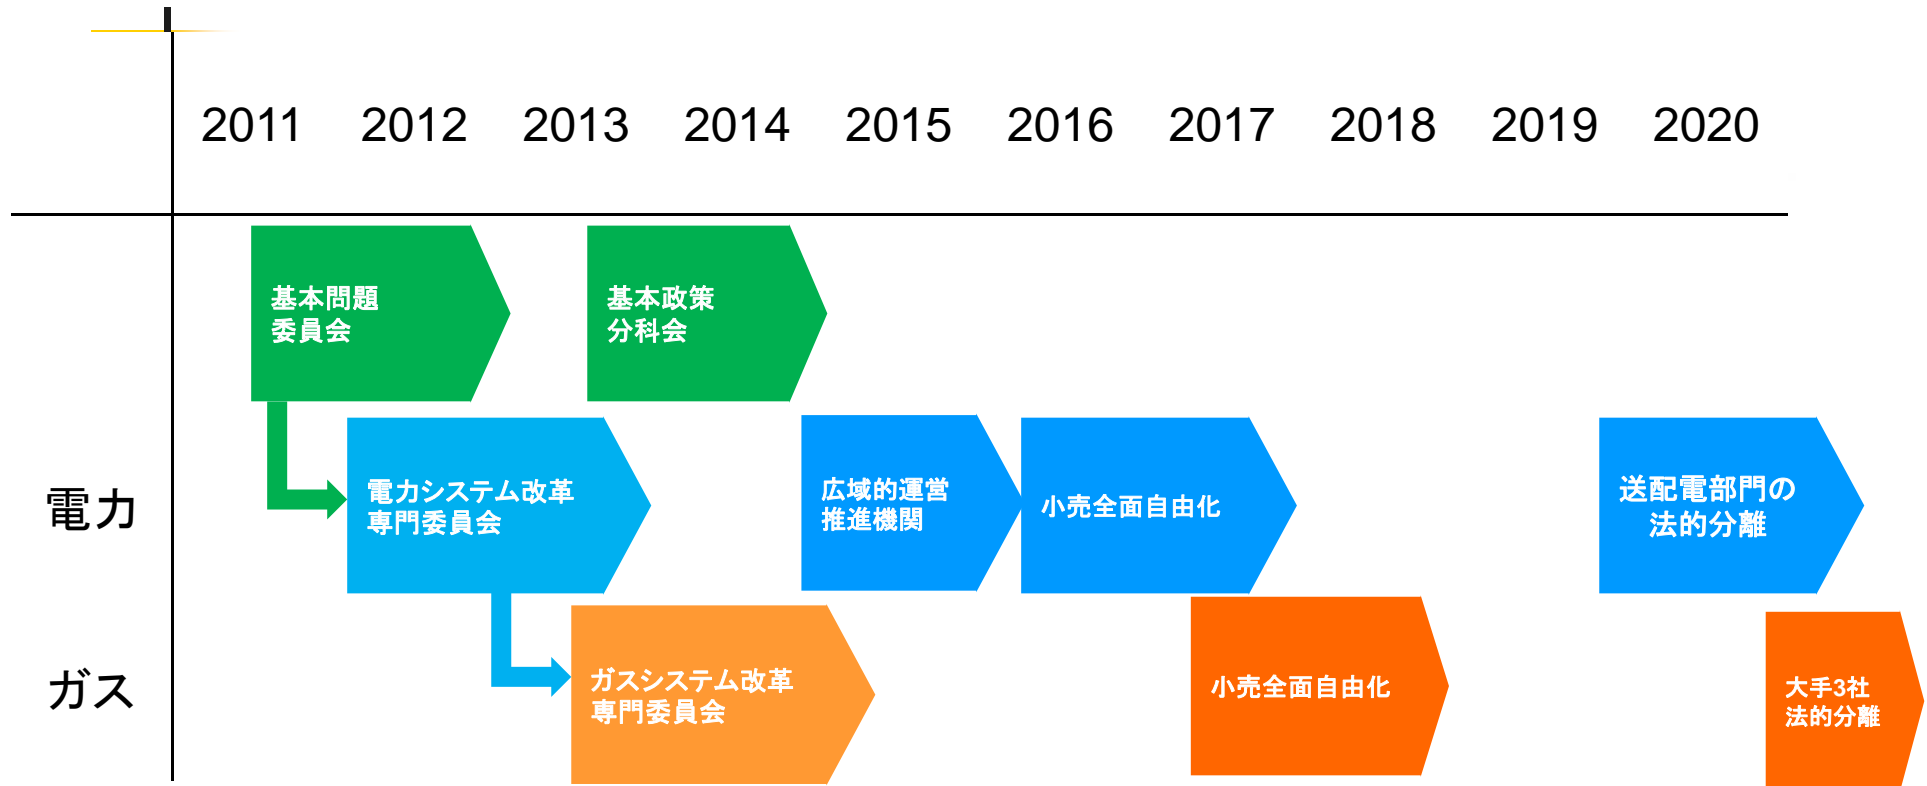 2011 2012 2013 2014 2015 2016 2017 2018 2019 2020
基本問題
委員会
基本政策
分科会
電力
電力システム改革
専門委員会
広域的運営
推進機関
小売全面自由化
送配電部門の
法的分離
ガス
ガスシステム改革
専門委員会
小売全面自由化
大手3社
法的分離